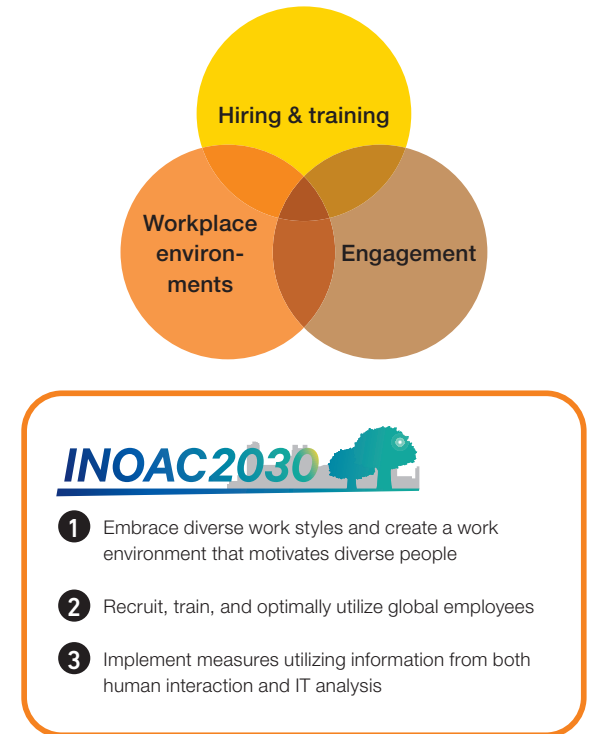 Hiring & training
Workplace
environ-
ments
Engagement
INOAC2030
1 Embrace diverse work styles and create a work
environment that motivates diverse people
2 Recruit, train, and optimally utilize global employees
3 Implement measures utilizing information from both
human interaction and IT analysis